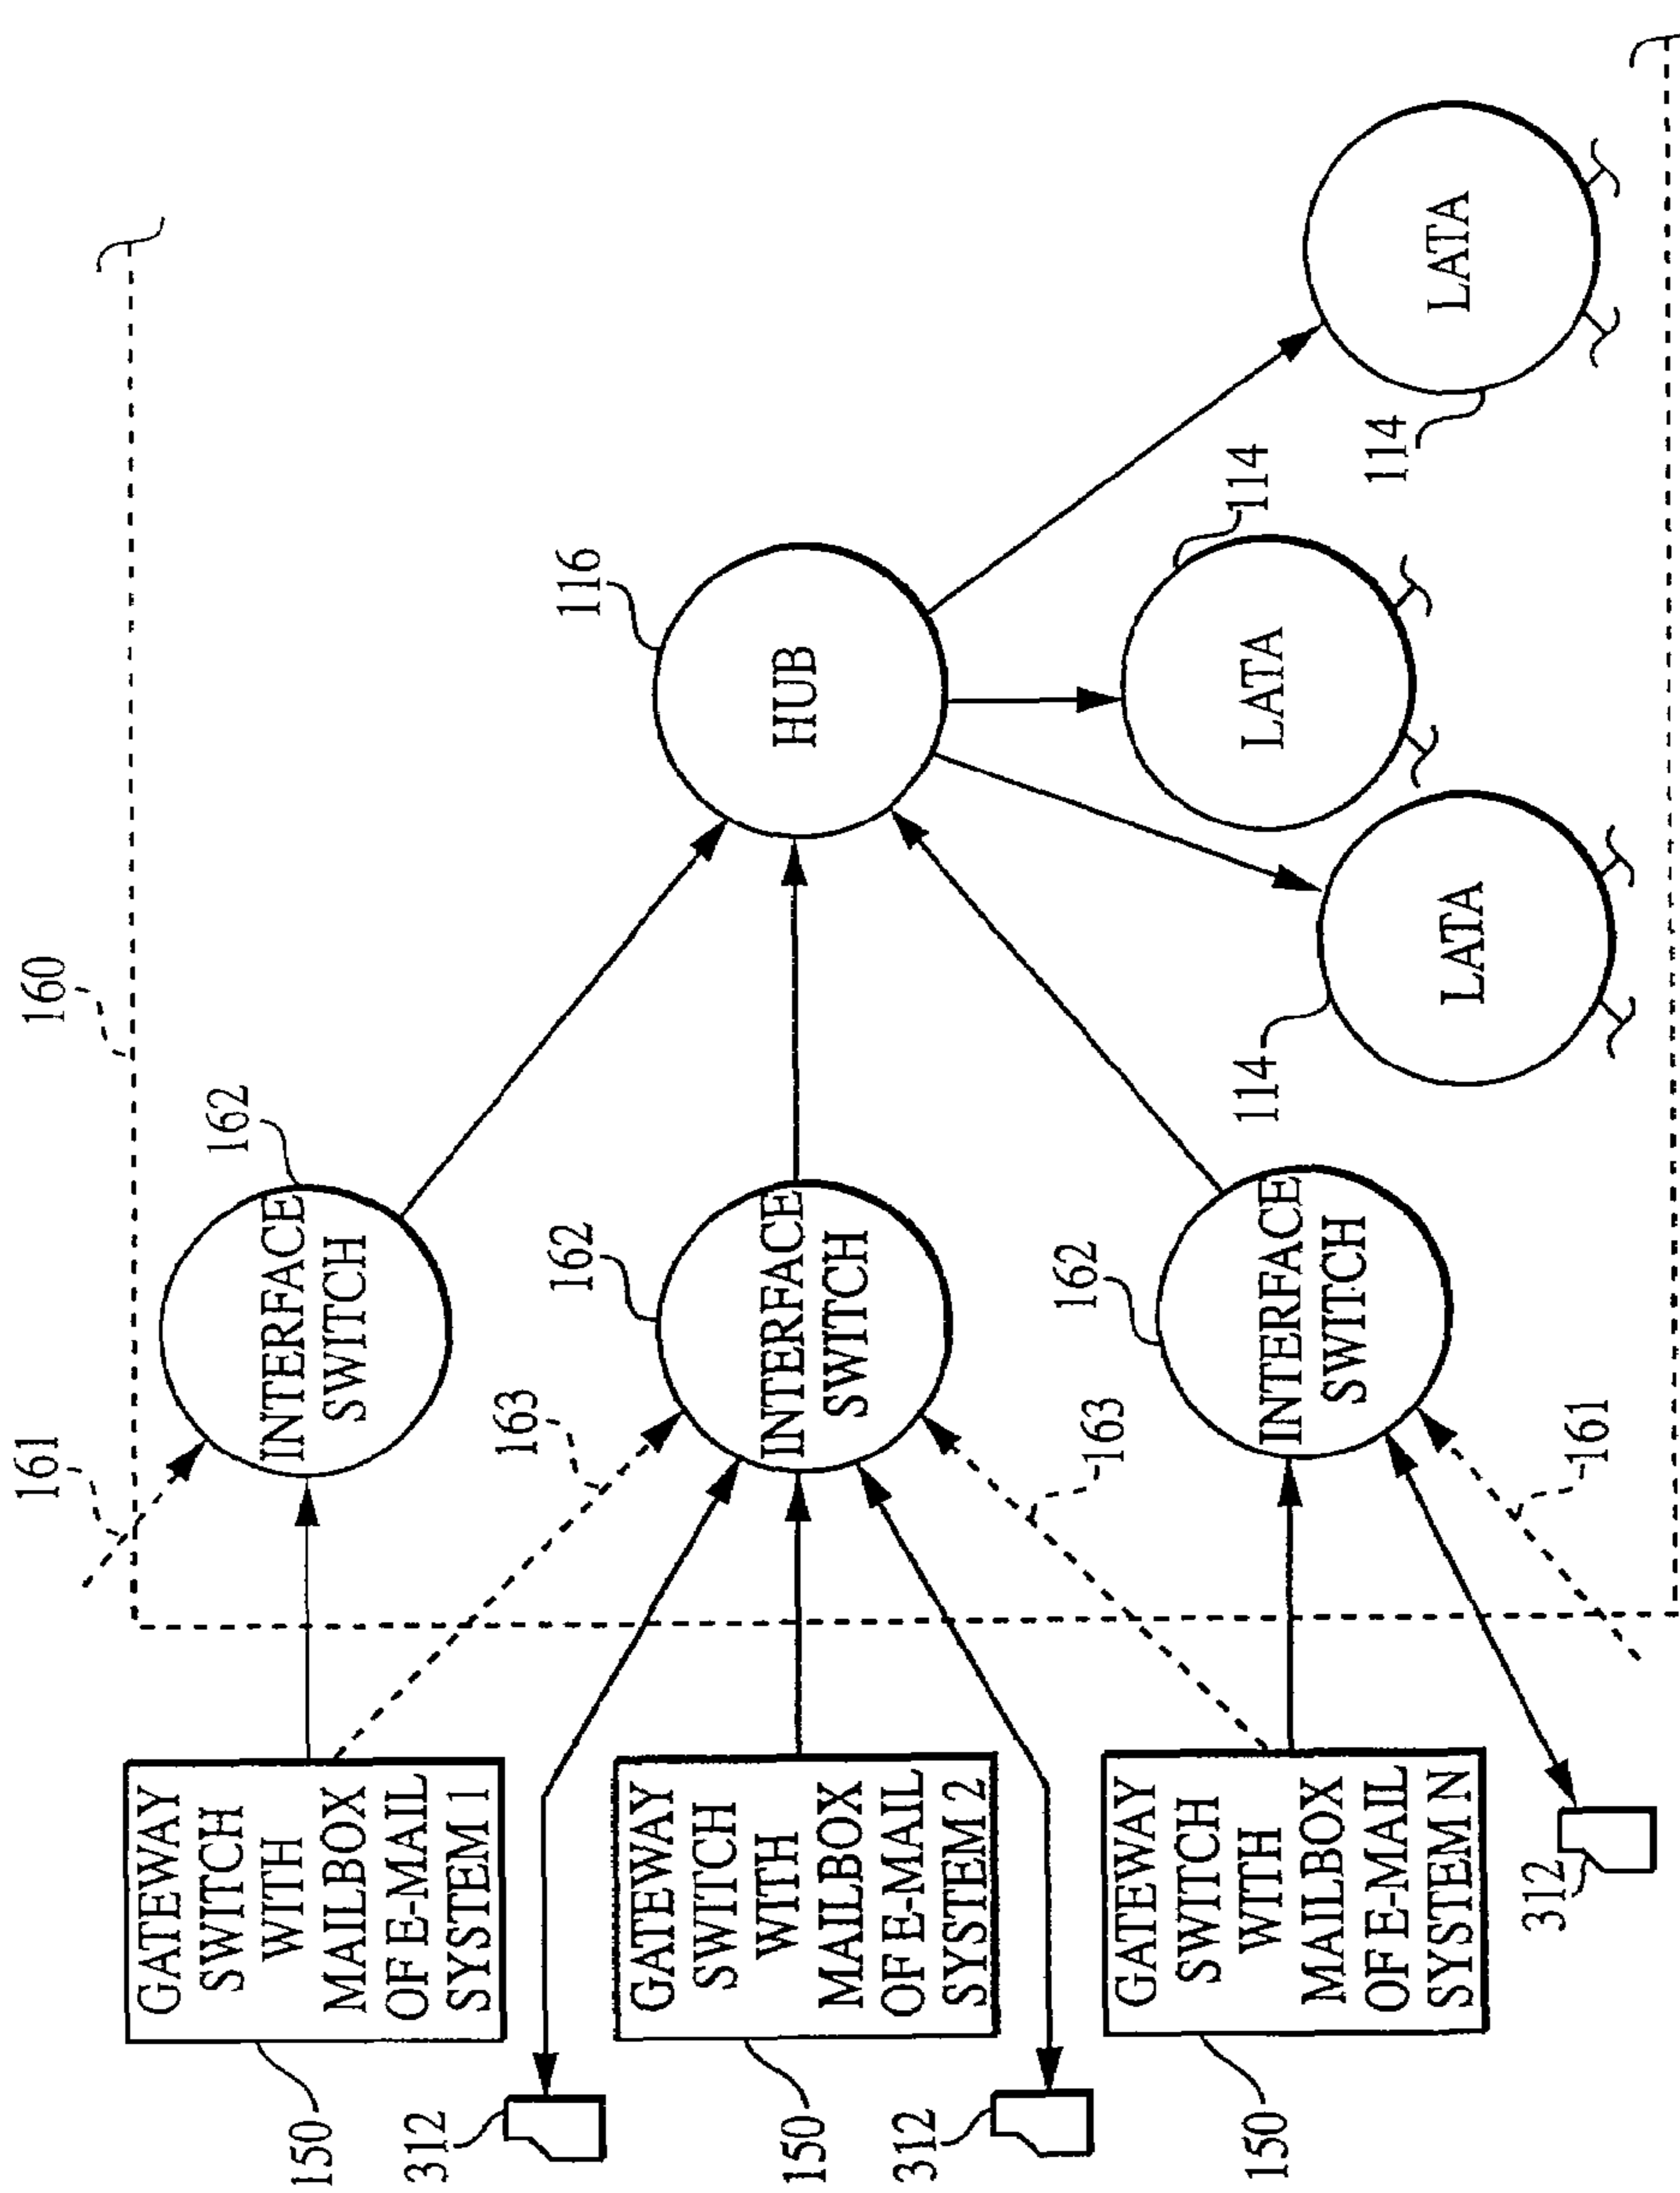 160
161
162
INTERFACE
SWITCH
GATEWAY
SWITCH
WITH
MAILBOX
OF E-MAIL
SYSTEM 1
150
163
312
116
HUB
162
INTERFACE
SWITCH
GATEWAY
SWITCH
WITH
MAILBOX
OF E-MAIL
SYSTEM 2
150
312
163
162
INTERFACE
SWITCH
GATEWAY
SWITCH
WITH
MAILBOX
OF E-MAIL
SYSTEM N
150
312
161
114
LATA
114
LATA
114
LATA